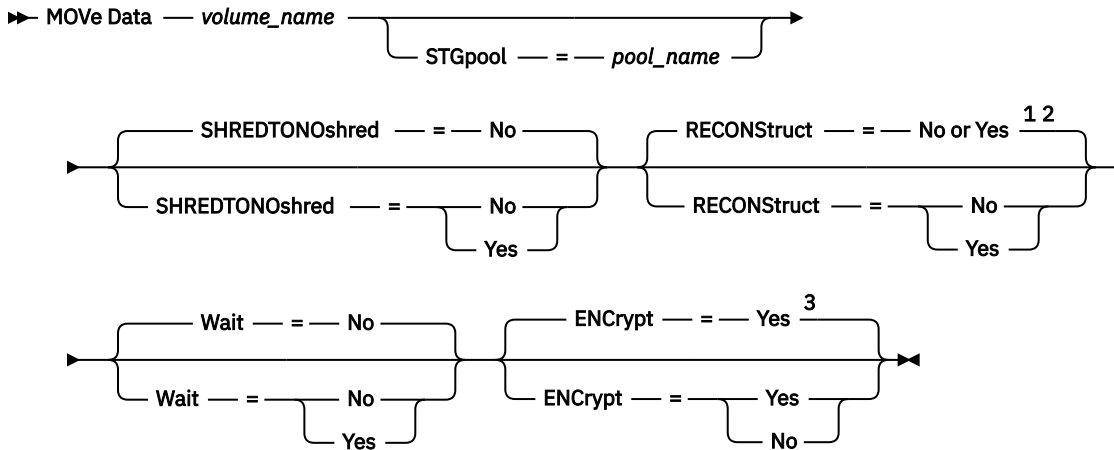 MOVe Data — volume_name
STGpool — = — pool_name
SHREDTONOshred — = — No
RECONStruct — = — No or Yes 1 2
SHREDTONOshred — = — No
RECONStruct — = — No
Yes
Yes
Wait — = — No
ENCrypt — = — Yes 3
Wait — = — No
ENCrypt — = — Yes
Yes
No